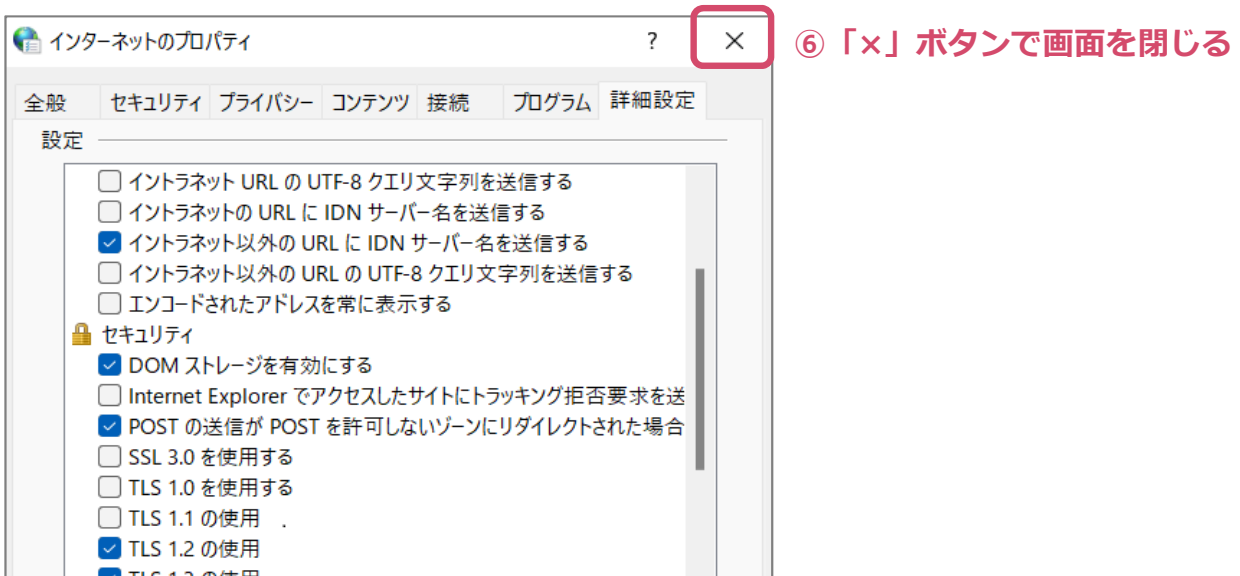 インターネットのプロパティ ? ×
⑥「×」ボタンで画面を閉じる
全般 セキュリティ プライバシー コンテンツ 接続 プログラム 詳細設定
設定
イントラネット URL の UTF-8 クエリ文字列を送信する
イントラネットの URL に IDN サーバー名を送信する
イントラネット以外の URL に IDN サーバー名を送信する
イントラネット以外の URL の UTF-8 クエリ文字列を送信する
エンコードされたアドレスを常に表示する
セキュリティ
DOM ストレージを有効にする
Internet Explorer でアクセスしたサイトにトラッキング拒否要求を送
POST の送信が POST を許可しないゾーンにリダイレクトされた場合
SSL 3.0 を使用する
TLS 1.0 を使用する
TLS 1.1 の使用 .
TLS 1.2 の使用